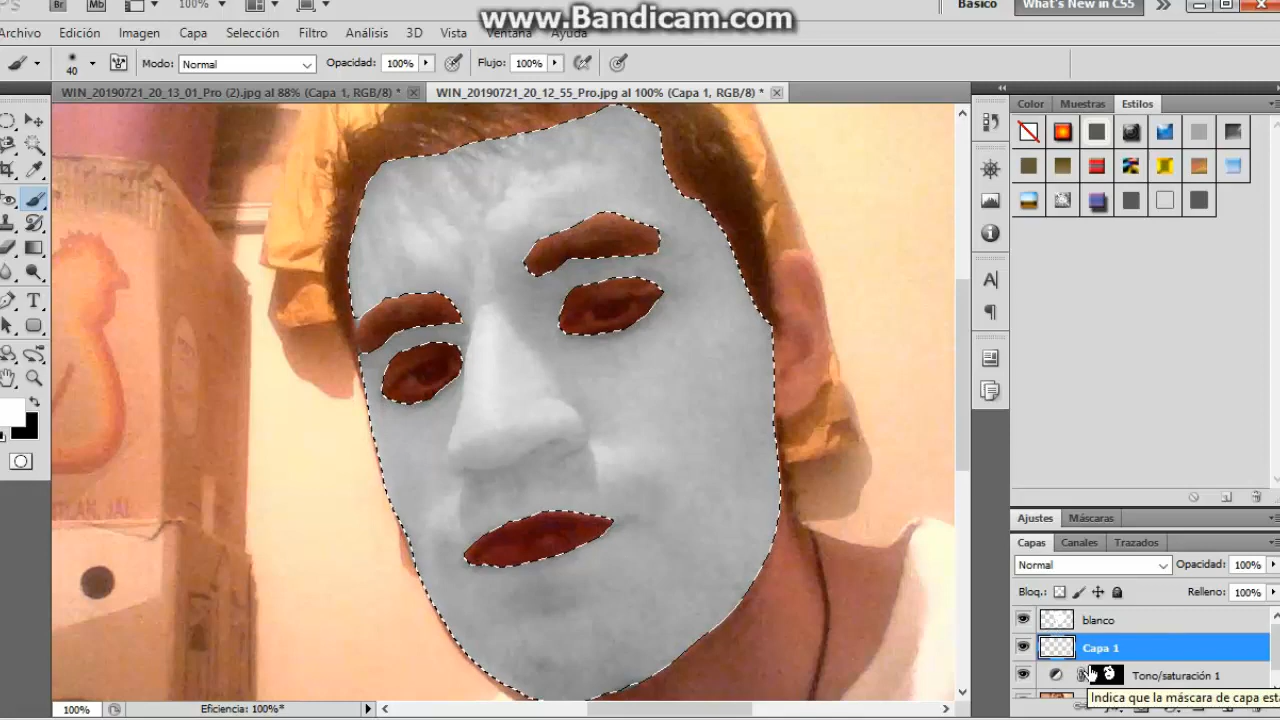 www.Bandicam.com
Básico
What's New in CS5
Br
Mb
100%
Archivo Edición Imagen Capa Selección Filtro Análisis 3D Vista Ventana Ayuda
40 Modo: Normal Opacidad: 100% Flujo: 100%
WIN_20190721_20_13_01_Pro (2).jpg al 88% (Capa 1, RGB/8) * WIN_20190721_20_12_55_Pro.jpg al 100% (Capa 1, RGB/8) *
Color Muestras Estilos
Ajustes Máscaras
Capas Canales Trazados
Normal Opacidad: 100%
Bloq.: Relleno: 100%
blanco
Capa 1
Tono/saturación 1
Indica que la máscara de capa est
100% Eficiencia: 100%*